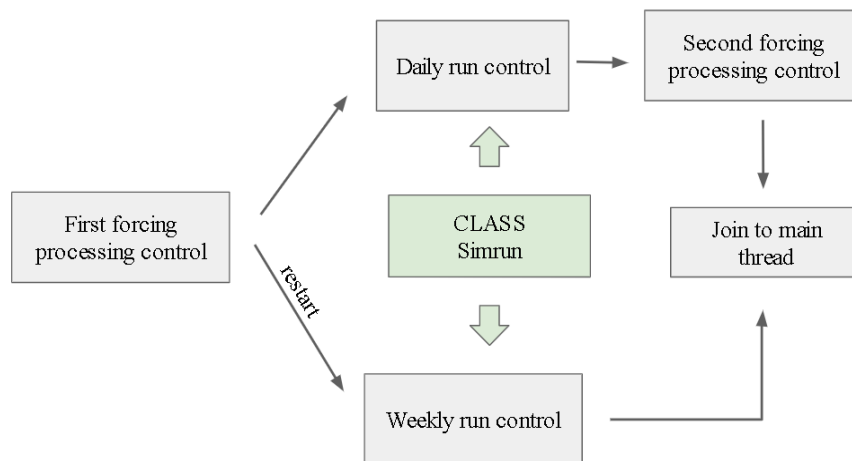 Second forcing
processing control
Daily run control
First forcing
processing control
CLASS
Simrun
Join to main
thread
restart
Weekly run control